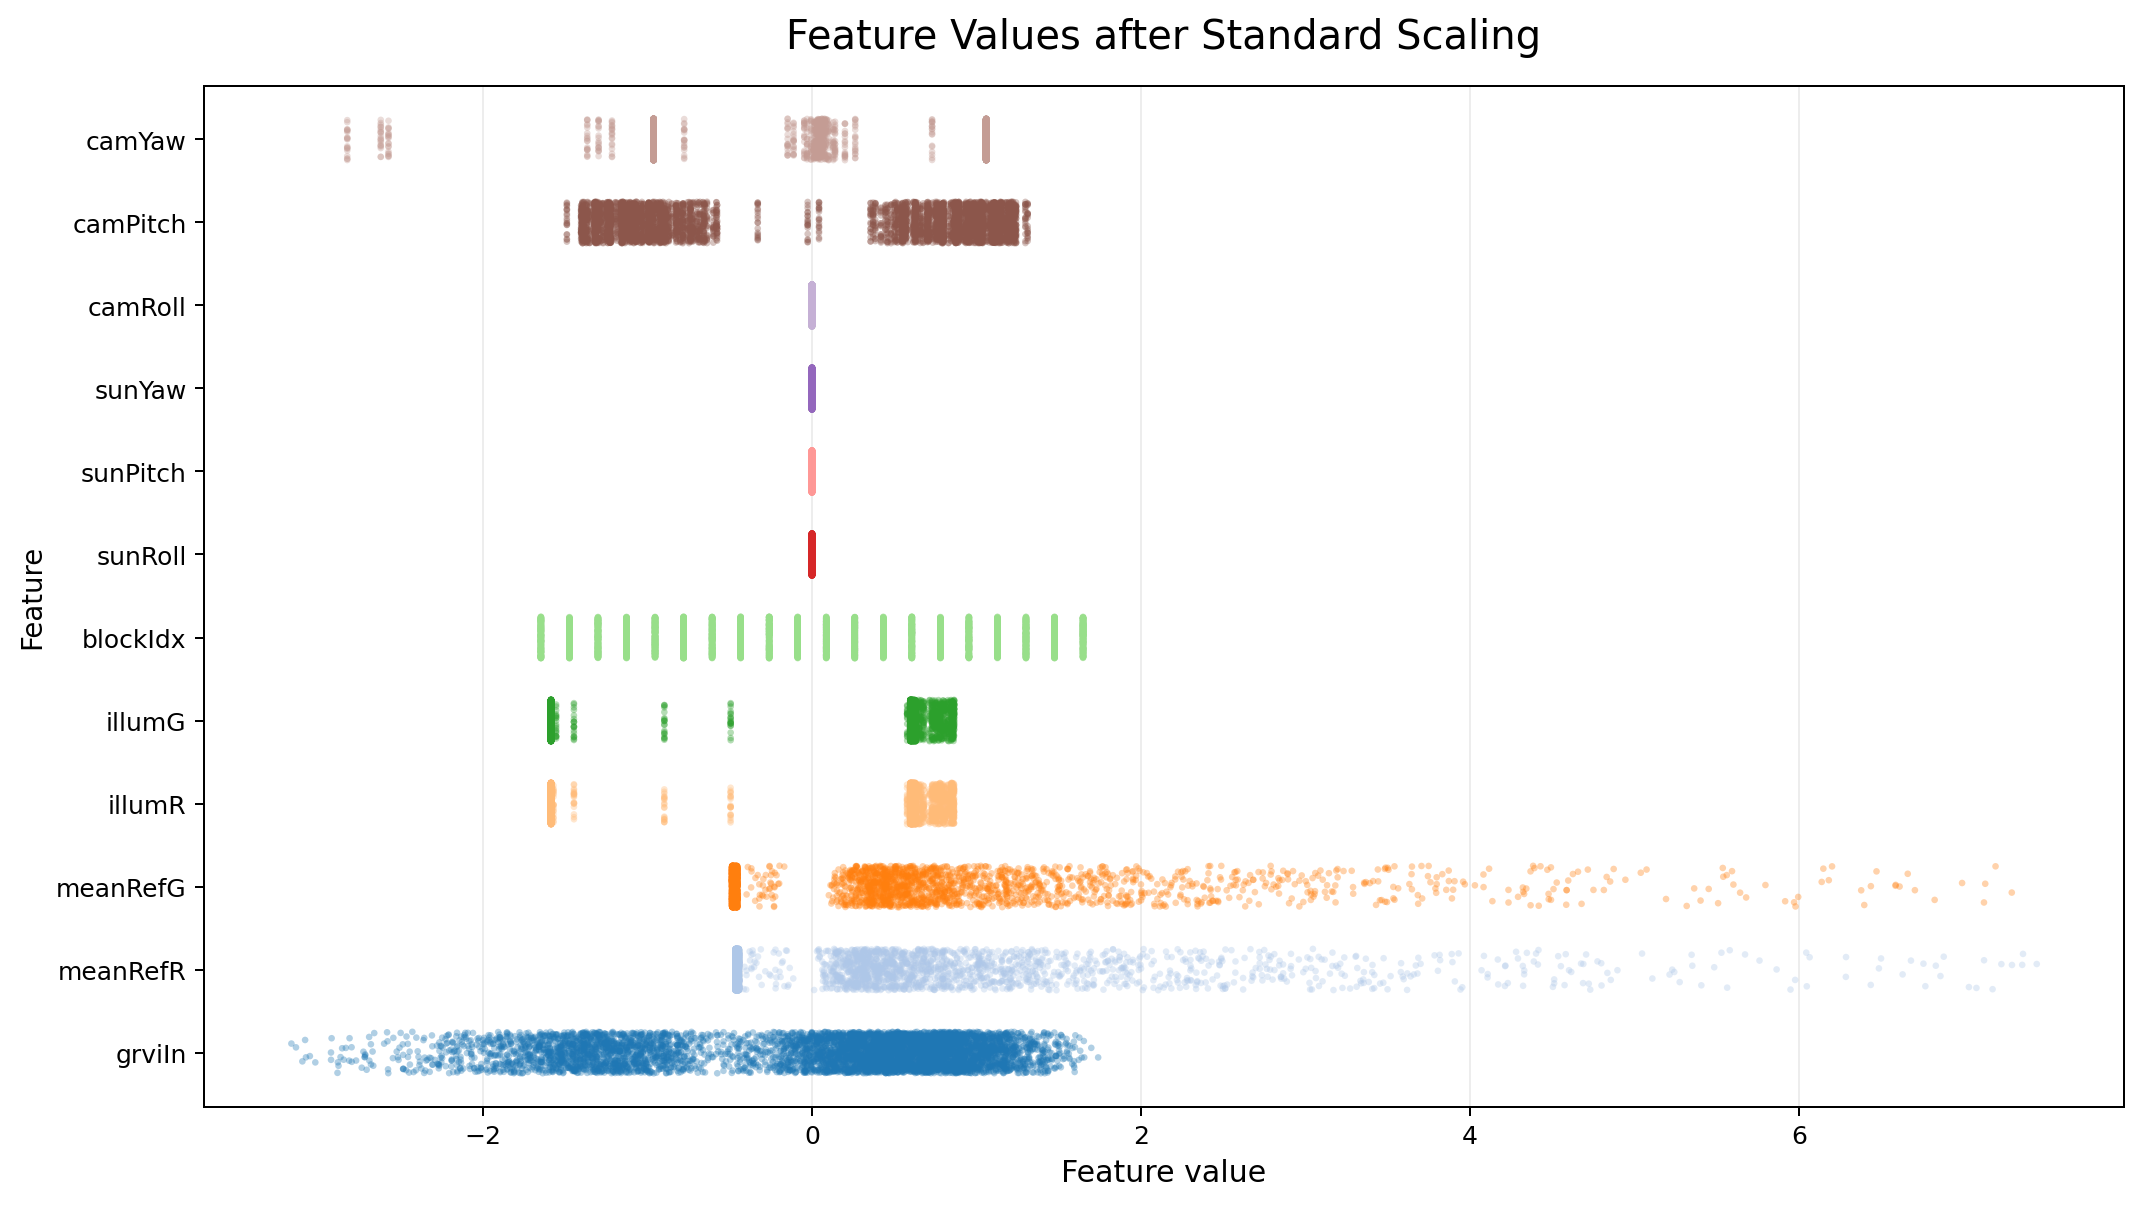 Feature Values after Standard Scaling
camYaw
camPitch
camRoll
sunYaw
sunPitch
sunRoll
blockIdx
illumG
illumR
meanRefG
meanRefR
grviIn
Feature
−2 0 2 4 6
Feature value